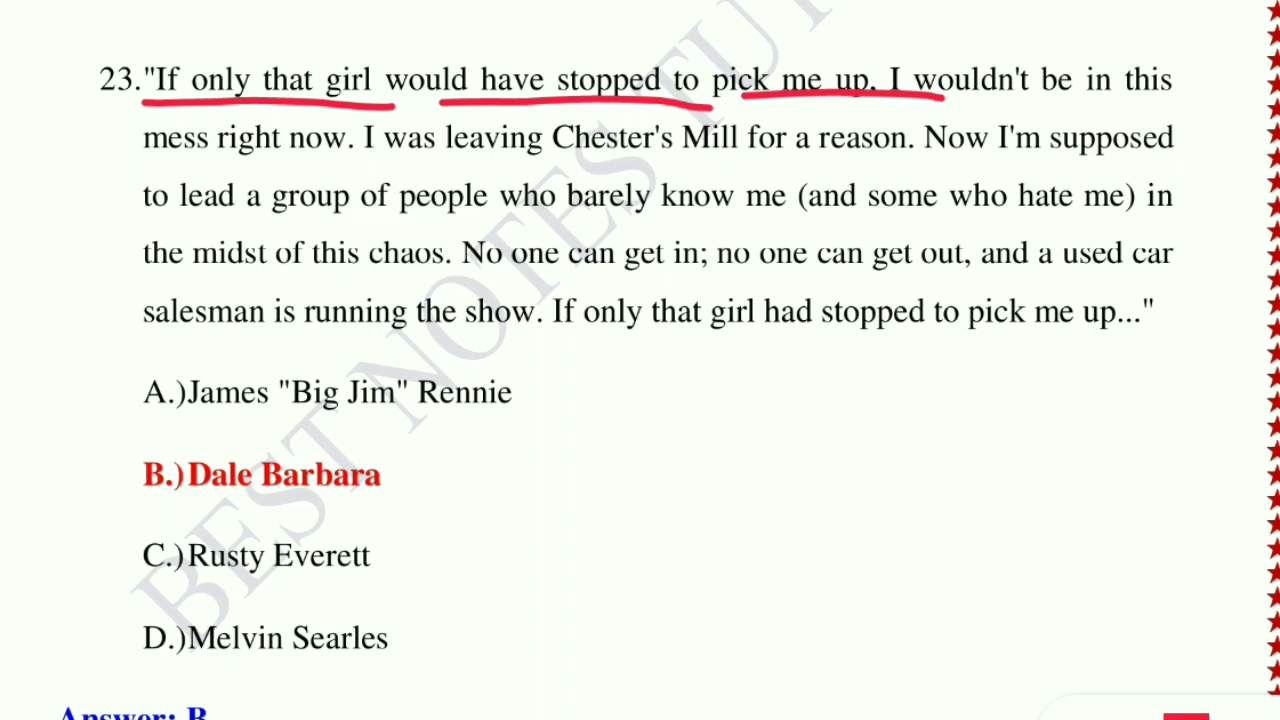 23."If only that girl would have stopped to pick me up, I wouldn't be in this
mess right now. I was leaving Chester's Mill for a reason. Now I'm supposed
to lead a group of people who barely know me (and some who hate me) in
the midst of this chaos. No one can get in; no one can get out, and a used car
salesman is running the show. If only that girl had stopped to pick me up..."
A.)James "Big Jim" Rennie
B.)Dale Barbara
C.)Rusty Everett
D.)Melvin Searles
Answer: B
BEST NOTES TUT